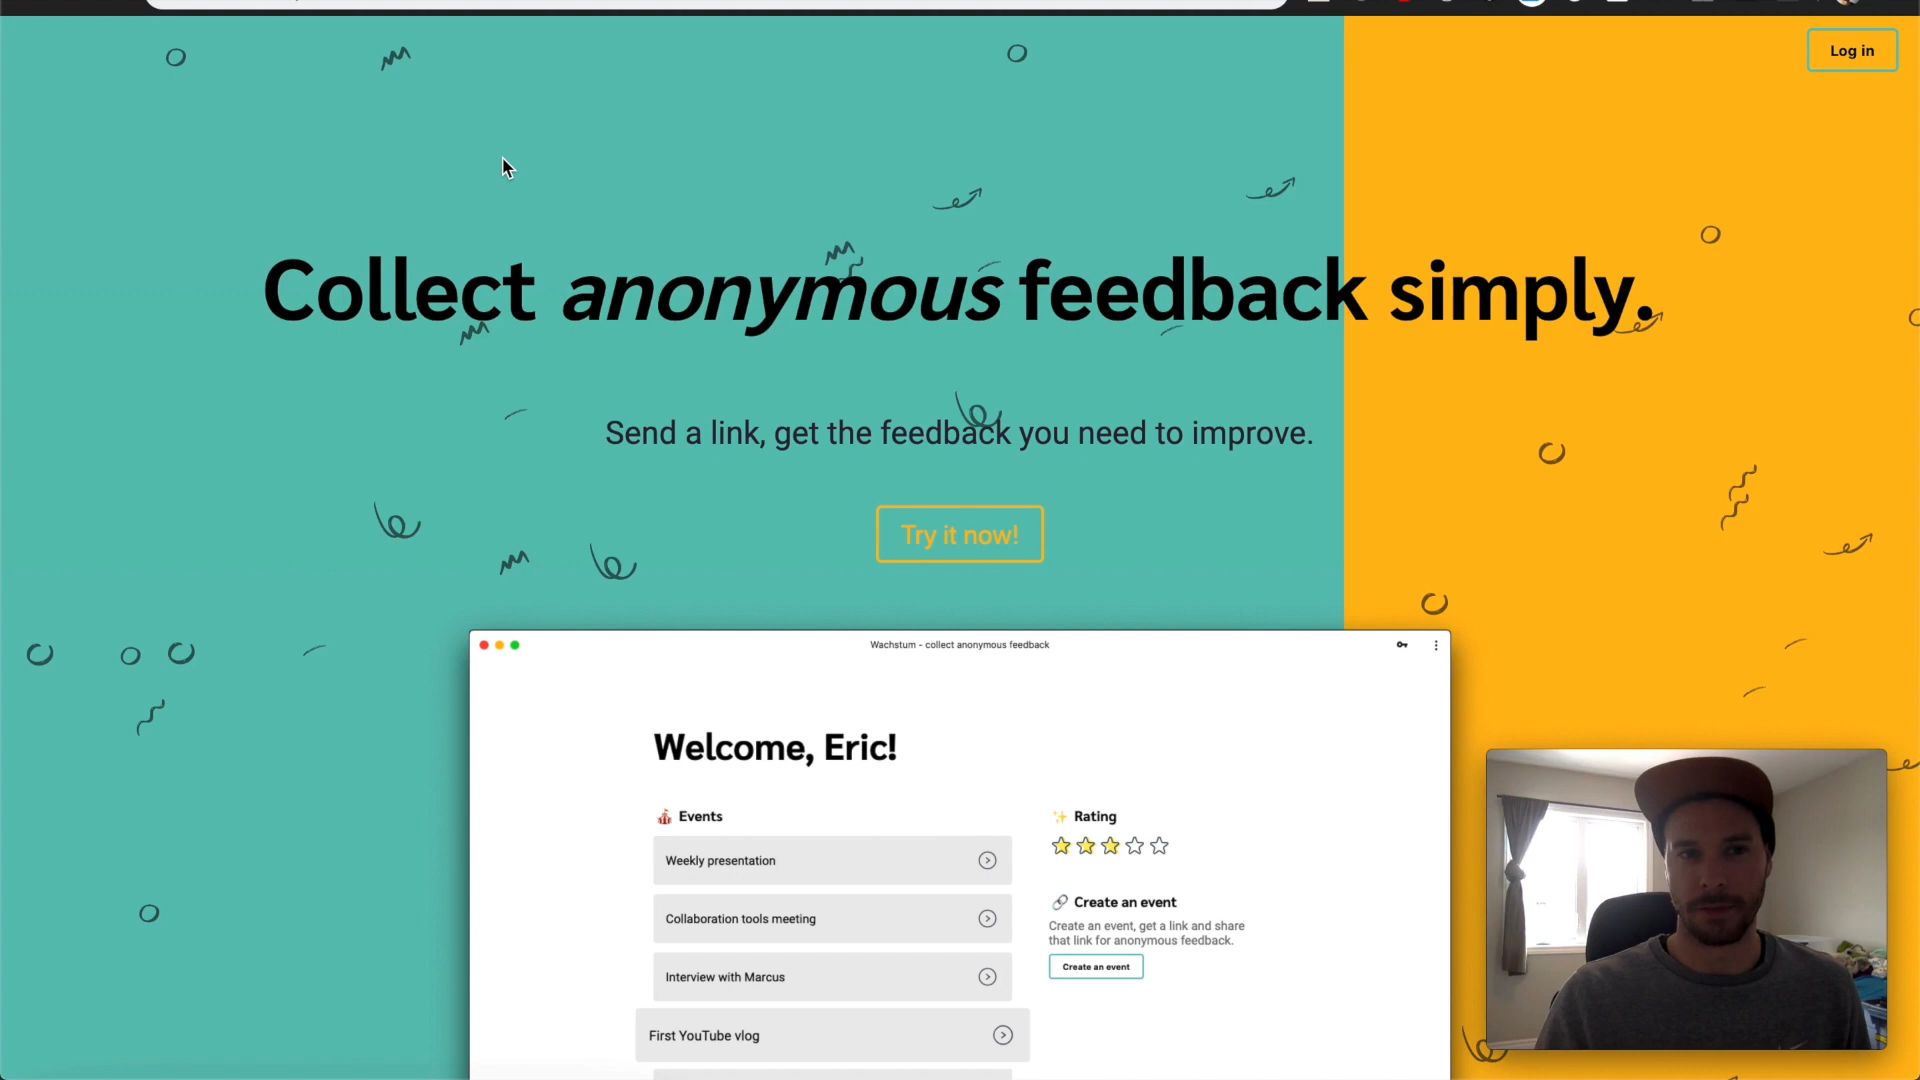 Log in
Collect anonymous feedback simply.
Send a link, get the feedback you need to improve.
Try it now!
Wachstum - collect anonymous feedback
Welcome, Eric!
Events
Weekly presentation
Collaboration tools meeting
Interview with Marcus
First YouTube vlog
Rating
Create an event
Create an event, get a link and share
that link for anonymous feedback.
Create an event